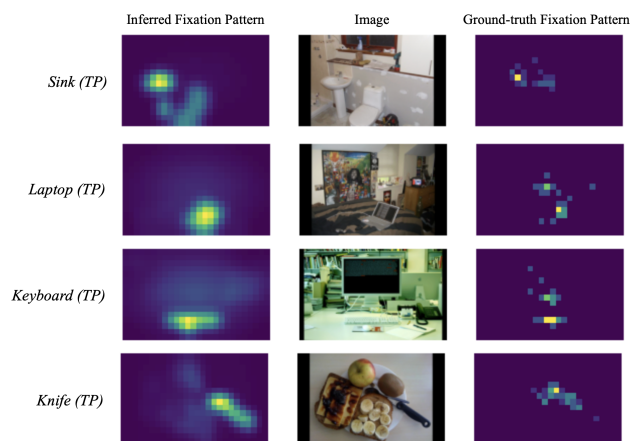 Inferred Fixation Pattern Image Ground-truth Fixation Pattern
Sink (TP)
Laptop (TP)
Keyboard (TP)
Knife (TP)